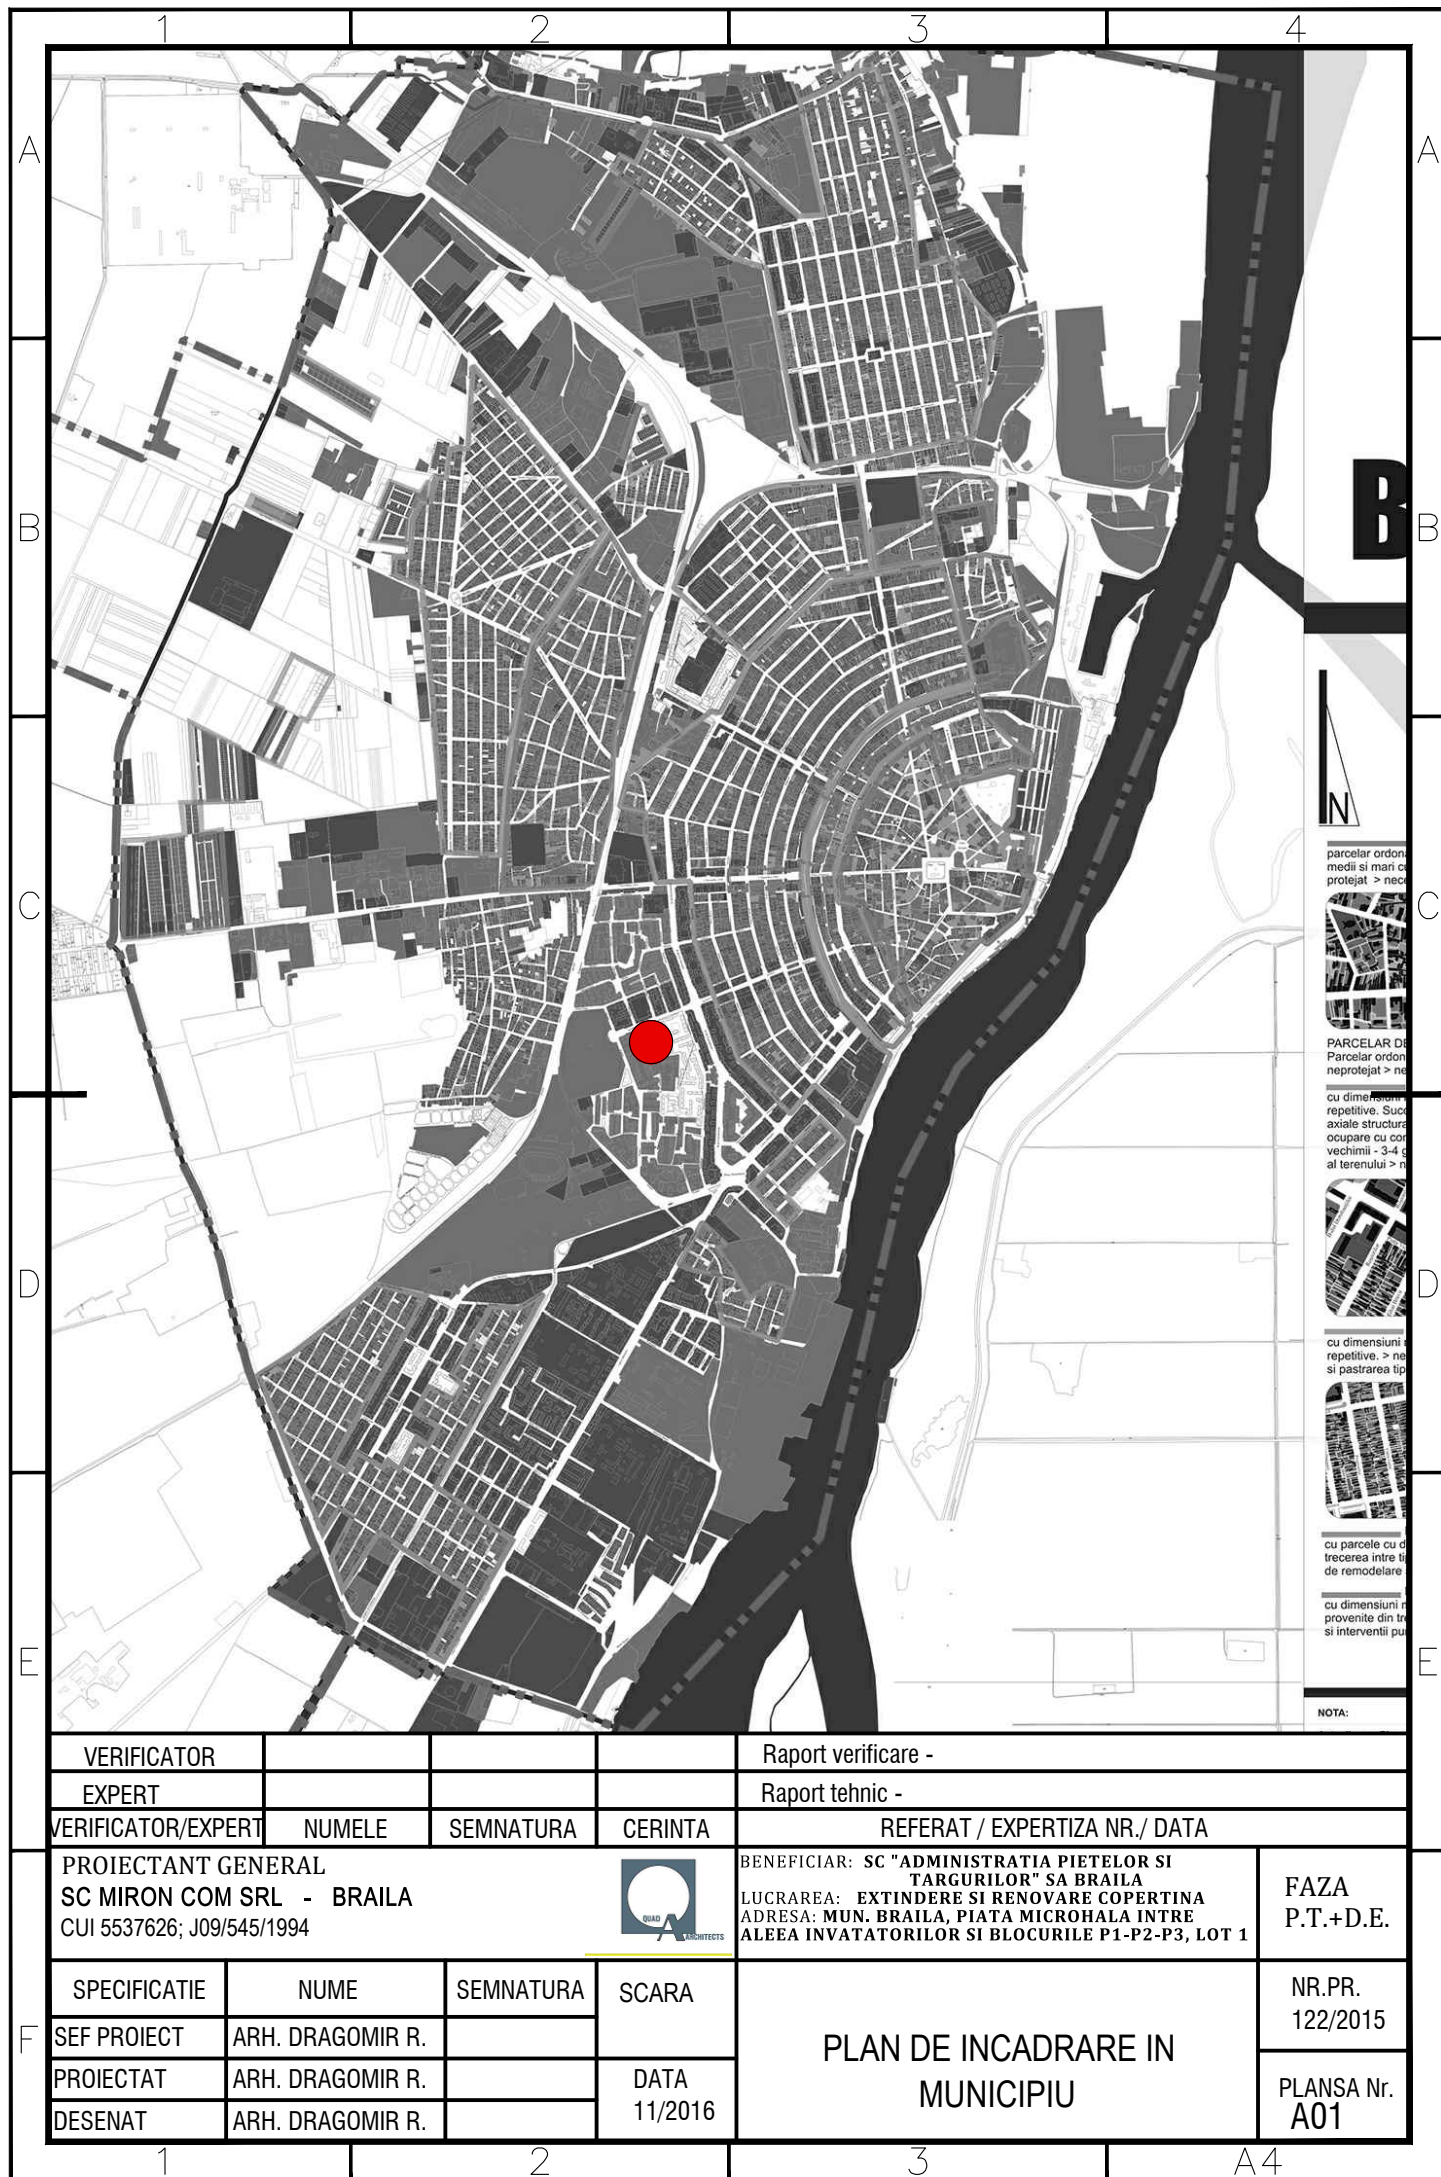 1 2 3 4
A A
B B
B
N
C C
parcelar ordon
medii si mari c
protejat > nec
PARCELAR DE
Parcelar ordon
neprotejat > ne
cu dimensiuni
repetitive. Succ
axiale structura
ocupare cu con
vechimii - 3-4 g
al terenului > n
D D
cu dimensiuni
repetitive. > ne
si pastrarea tip
cu parcele cu d
trecerea intre ti
de remodelare
cu dimensiuni n
provenite din tr
si interventii pu
E E
NOTA:
VERIFICATOR Raport verificare -
EXPERT Raport tehnic -
VERIFICATOR/EXPERT NUMELE SEMNATURA CERINTA REFERAT / EXPERTIZA NR./ DATA
PROIECTANT GENERAL
SC MIRON COM SRL - BRAILA
CUI 5537626; J09/545/1994
QUAD
A
ARCHITECTS
BENEFICIAR: SC "ADMINISTRATIA PIETELOR SI
TARGURILOR" SA BRAILA
LUCRAREA: EXTINDERE SI RENOVARE COPERTINA
ADRESA: MUN. BRAILA, PIATA MICROHALA INTRE
ALEEA INVATATORILOR SI BLOCURILE P1-P2-P3, LOT 1
FAZA
P.T.+D.E.
SPECIFICATIE NUME SEMNATURA SCARA
SEF PROIECT ARH. DRAGOMIR R.
PROIECTAT ARH. DRAGOMIR R.
DESENAT ARH. DRAGOMIR R.
DATA
11/2016
PLAN DE INCADRARE IN
MUNICIPIU
NR.PR.
122/2015
PLANSA Nr.
A01
F
1 2 3 A4